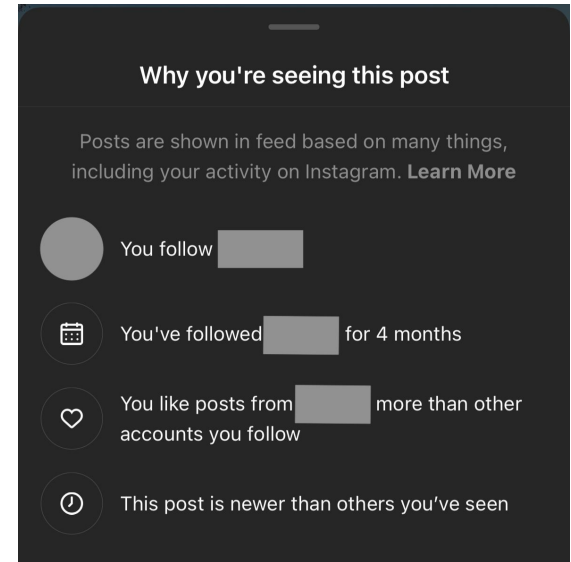 Why you're seeing this post
Posts are shown in feed based on many things,
including your activity on Instagram. Learn More
You follow
You've followed for 4 months
You like posts from more than other
accounts you follow
This post is newer than others you’ve seen